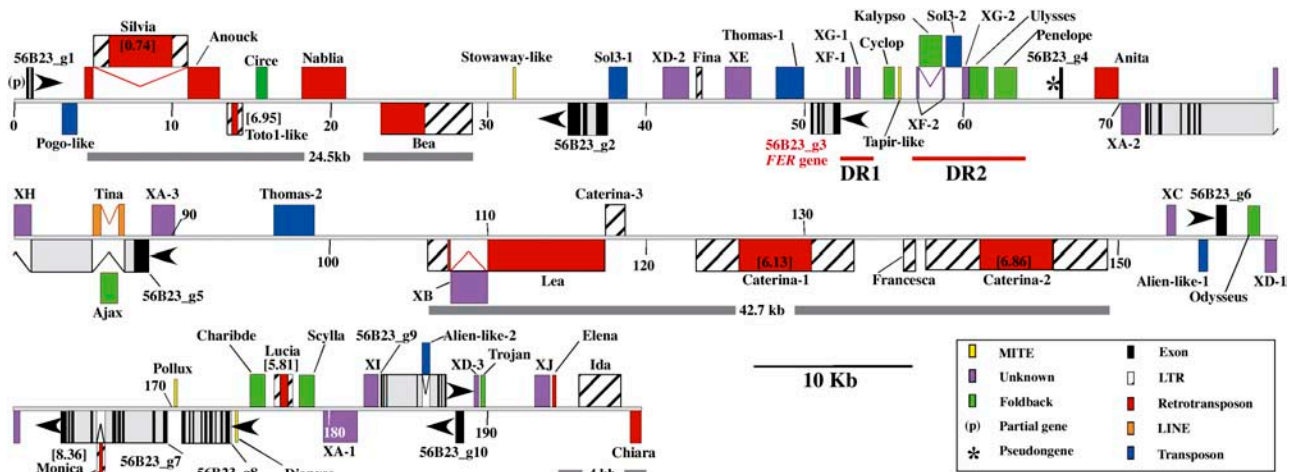 Silvia
[0.74]
Anouck
56B23_g1
(p)
Circe
Nablia
Stowaway-like
Sol3-1
XD-2
Fina
XE
Thomas-1
XG-1
XF-1
Kalypso
Cyclop
Sol3-2
XG-2
Ulysses
Penelope
56B23_g4
*
Anita
0
10
20
30
40
50
60
70
Pogo-like
[6.95]
Toto1-like
Bea
56B23_g2
56B23_g3
FER gene
Tapir-like
XF-2
XA-2
24.5kb
DR1
DR2
XH
Tina
XA-3
90
Thomas-2
110
Caterina-3
130
XC
56B23_g6
100
120
150
Ajax
56B23_g5
XB
Lea
[6.13]
Caterina-1
Francesca
[6.86]
Caterina-2
Alien-like-1
Odysseus
XD-1
42.7 kb
170
Pollux
Charibde
Lucia
[5.81]
Scylla
XI
56B23_g9
Alien-like-2
XD-3
Trojan
XJ
Elena
Ida
[8.36]
Monica
56B23_g7
180
XA-1
56B23_g10
190
Chiara
10 Kb
MITE
Unknown
Foldback
(p) Partial gene
* Pseudongene
Exon
LTR
Retrotransposon
LINE
Transposon